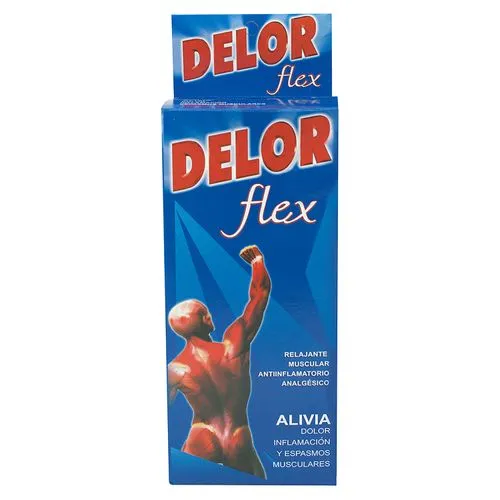 DELOR
flex
DELOR
flex
RELAJANTE
MUSCULAR
ANTIINFLAMATORIO
ANALGÉSICO
ALIVIA
DOLOR
INFLAMACIÓN
Y ESPASMOS
MUSCULARES